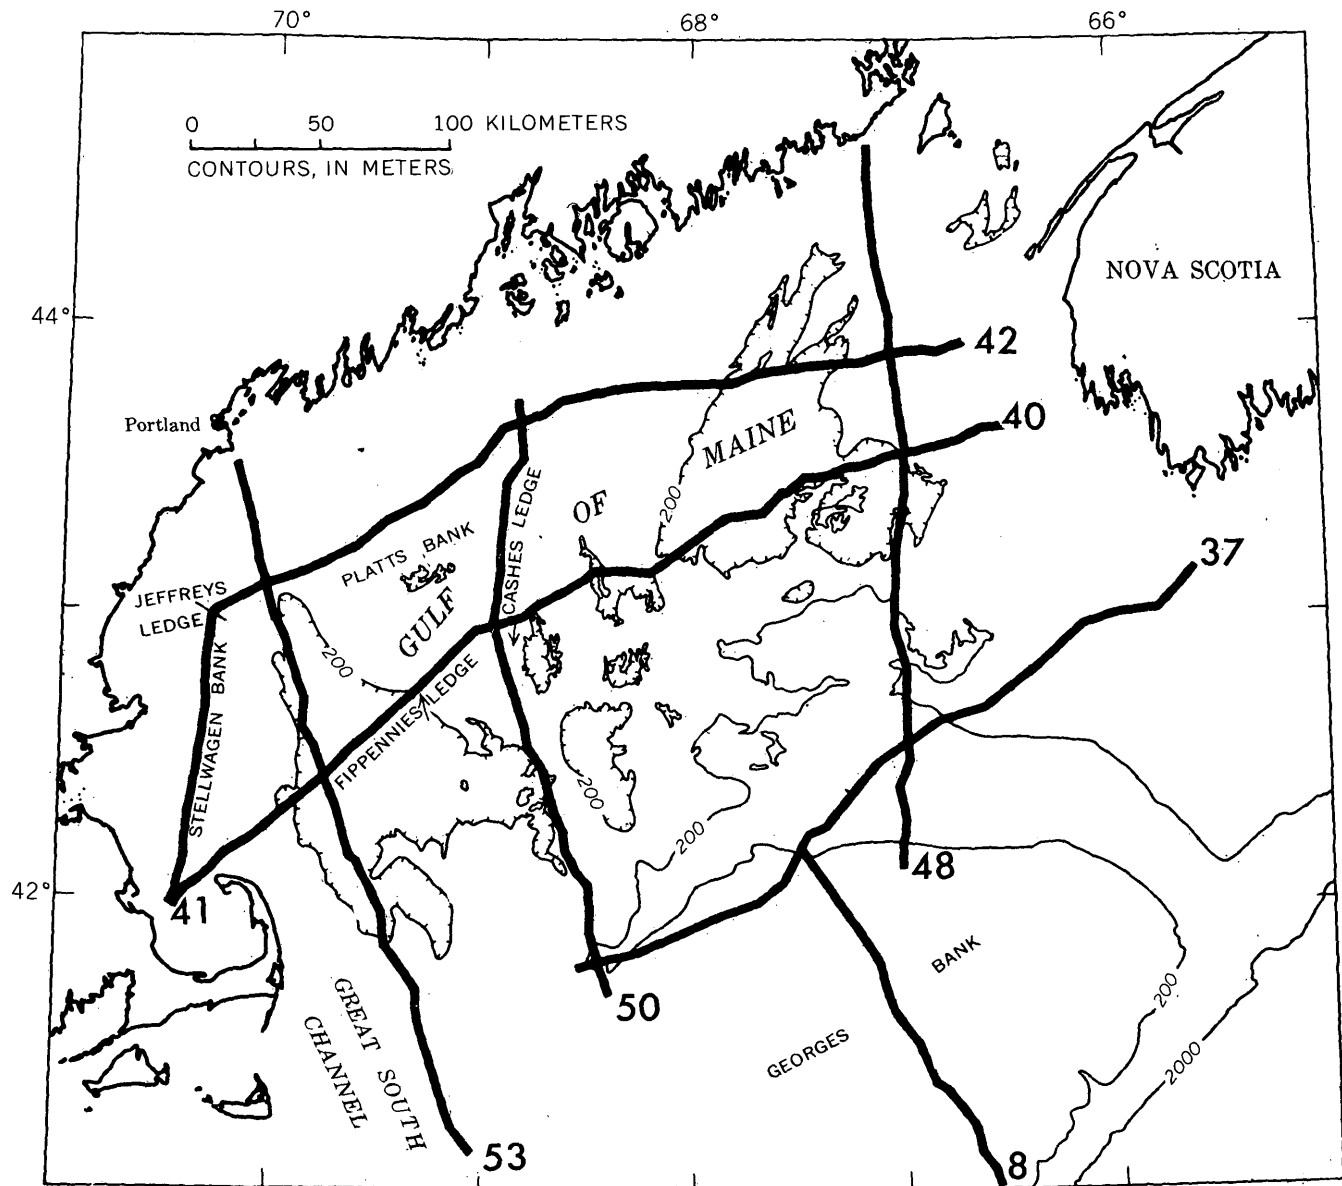 70°
68°
66°
0 50 100 KILOMETERS
CONTOURS, IN METERS
NOVA SCOTIA
44°
42
Portland
40
MAINE
200
OF
CASHES LEDGE
37
PLATTS BANK
JEFFREYS
LEDGE
GULF
200
STELLWAGEN BANK
FIPPENNIES LEDGE
200
200
48
42°
41
BANK
200
50
GREAT SOUTH
CHANNEL
GEORGES
2000
53
8